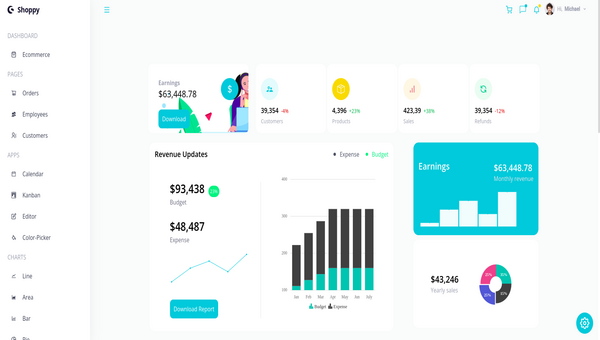 Shoppy
Hi, Michael
DASHBOARD
Ecommerce
PAGES
Orders
Employees
Customers
APPS
Calendar
Kanban
Editor
Color-Picker
CHARTS
Line
Area
Bar
Earnings
$63,448.78
Download
$
39,354 -4%
Customers
4,396 +23%
Products
423,39 +38%
Sales
39,354 -12%
Refunds
Revenue Updates
Expense
Budget
$93,438
23%
Budget
$48,487
Expense
Download Report
400
300
200
100
Jan Feb Mar Apr May Jun July
Budget Expense
Earnings
$63,448.78
Monthly revenue
$43,246
Yearly sales
35%
35%